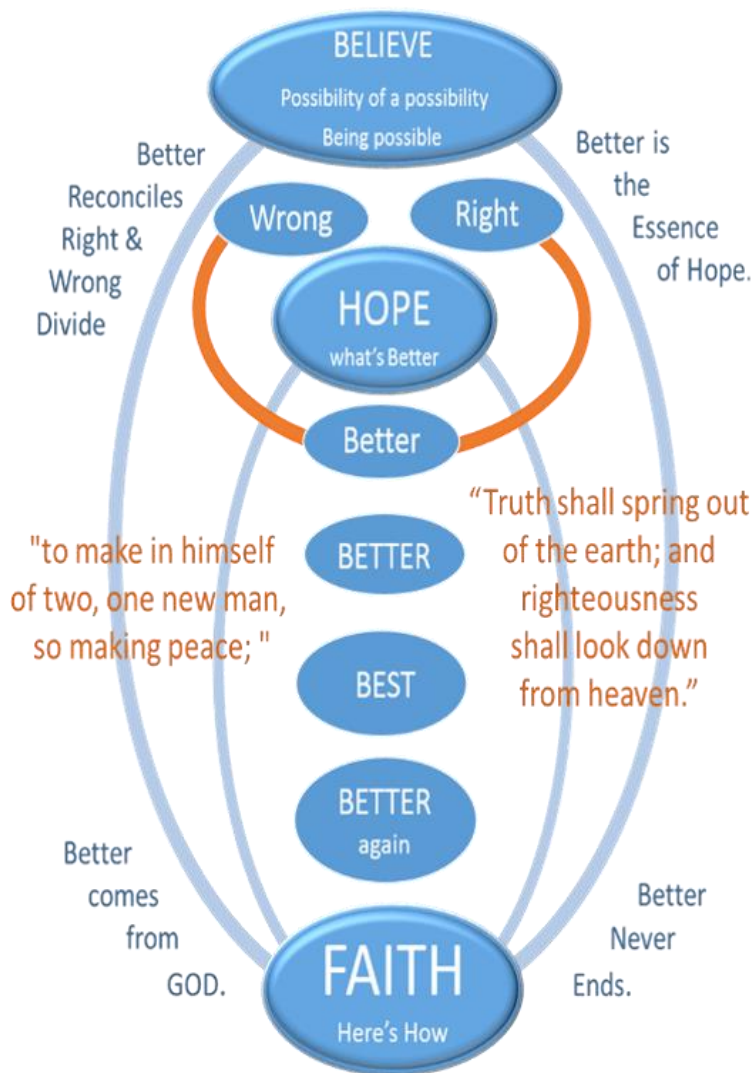 BELIEVE
Possibility of a possibility
Being possible
Better
Reconciles
Right &
Wrong
Divide
Better is
the
Essence
of Hope.
Wrong
Right
HOPE
what's Better
Better
"to make in himself
of two, one new man,
so making peace; "
“Truth shall spring out
of the earth; and
righteousness
shall look down
from heaven.”
BETTER
BEST
BETTER
again
Better
comes
from
GOD.
Better
Never
Ends.
FAITH
Here's How